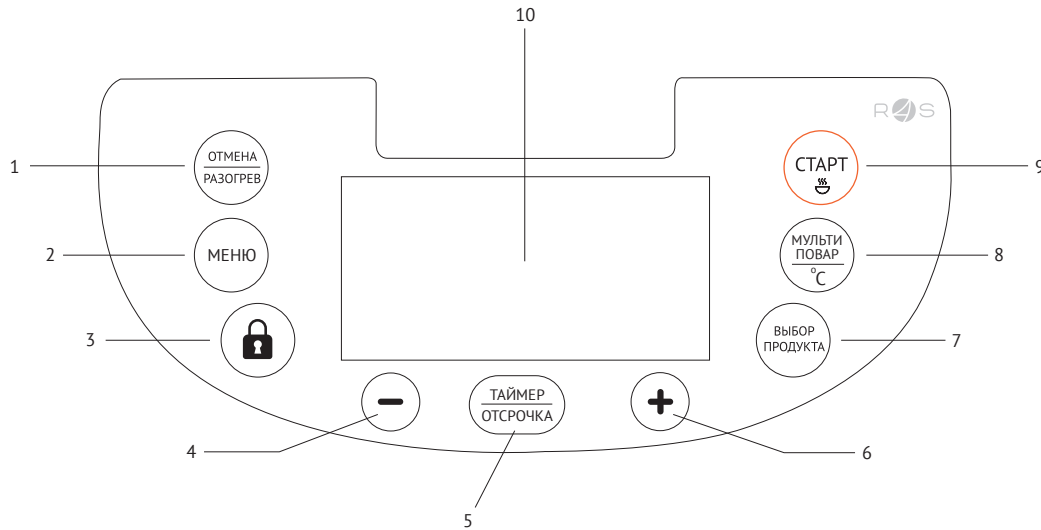 10
R4S
1
ОТМЕНА
РАЗОГРЕВ
СТАРТ
9
2
МЕНЮ
МУЛЬТИ
ПОВАР
°C
8
3
ВЫБОР
ПРОДУКТА
7
ТАЙМЕР
ОТСРОЧКА
4
6
5